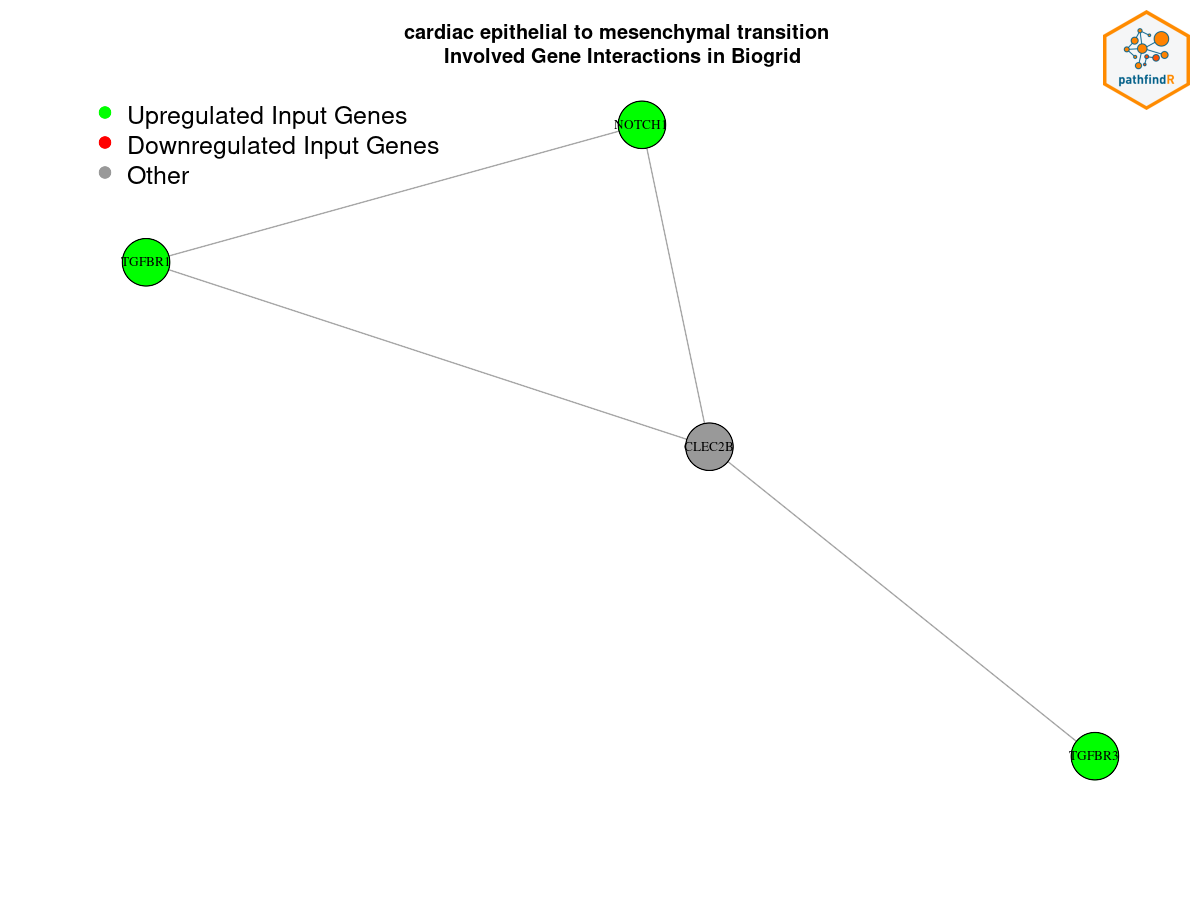 cardiac epithelial to mesenchymal transition
Involved Gene Interactions in Biogrid
pathfindR
Upregulated Input Genes
Downregulated Input Genes
Other
NOTCH1
TGFBR1
CLEC2B
TGFBR3